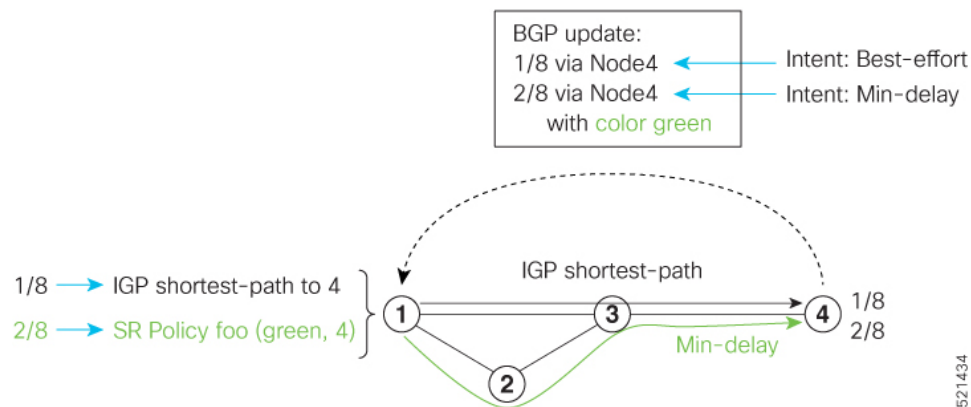 BGP update:
1/8 via Node4
Intent: Best-effort
2/8 via Node4
Intent: Min-delay
with color green
IGP shortest-path
1/8
IGP shortest-path to 4
2/8
SR Policy foo (green, 4)
1
3
4
1/8
2/8
Min-delay
2
521434